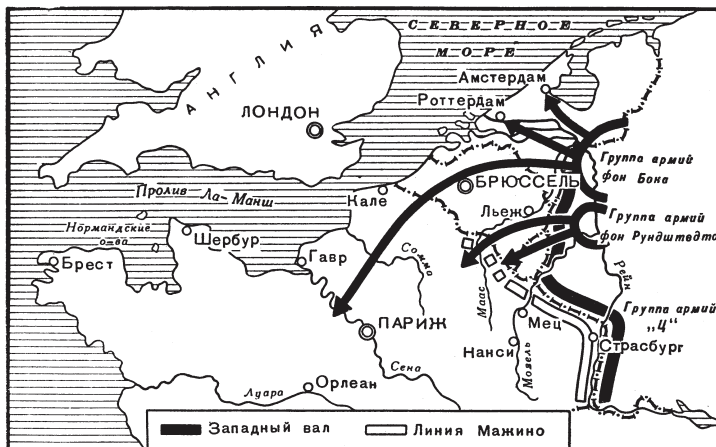 СЕВЕРНОЕ
МОРЕ
АНГЛИЯ
Амстердам
Роттердам
ЛОНДОН
Группа армий
фон Бока
БРЮССЕЛЬ
Пролив Ла-Манш
Кале
Льеж
Группа армий
фон Рундштедта
Нормандские
о-ва
Шербур
Брест
Гавр
Сомма
Маас
Рейн
Группа армий
„Ц“
ПАРИЖ
Мец
Страсбург
Нанси
Мозель
Сена
Луара
Орлеан
Западный вал
Линия Мажино